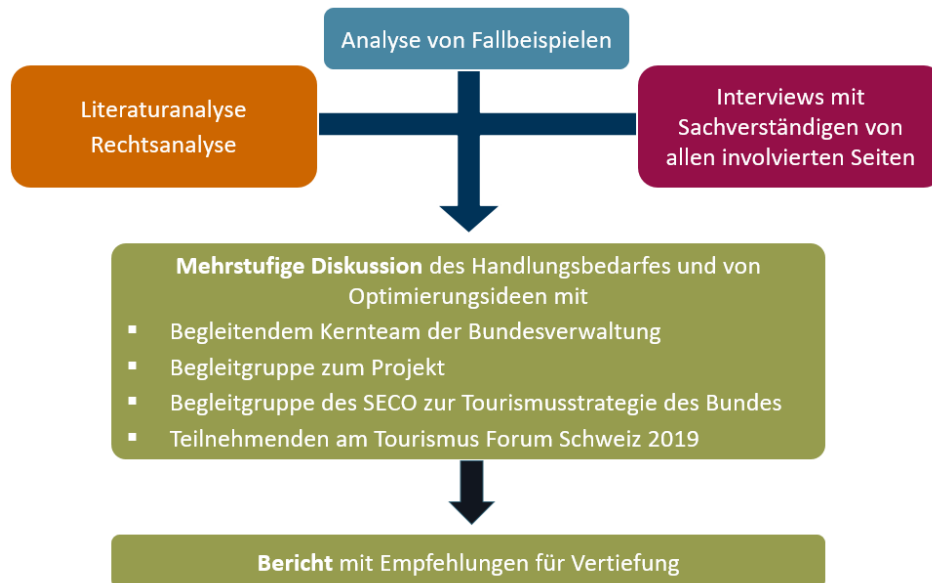 Analyse von Fallbeispielen
Literaturanalyse
Rechtsanalyse
Interviews mit
Sachverständigen von
allen involvierten Seiten
Mehrstufige Diskussion des Handlungsbedarfes und von
Optimierungsideen mit
▪ Begleitendem Kernteam der Bundesverwaltung
▪ Begleitgruppe zum Projekt
▪ Begleitgruppe des SECO zur Tourismusstrategie des Bundes
▪ Teilnehmenden am Tourismus Forum Schweiz 2019
Bericht mit Empfehlungen für Vertiefung